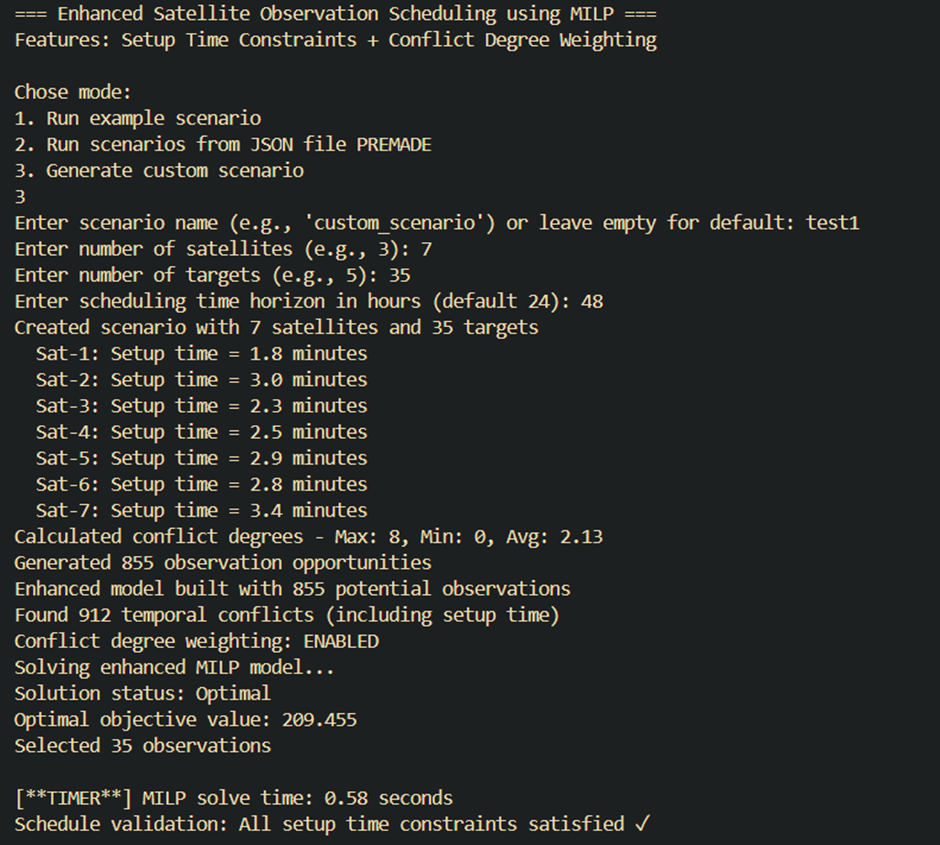 === Enhanced Satellite Observation Scheduling using MILP ===
Features: Setup Time Constraints + Conflict Degree Weighting
Chose mode:
1. Run example scenario
2. Run scenarios from JSON file PREMADE
3. Generate custom scenario
3
Enter scenario name (e.g., 'custom_scenario') or leave empty for default: test1
Enter number of satellites (e.g., 3): 7
Enter number of targets (e.g., 5): 35
Enter scheduling time horizon in hours (default 24): 48
Created scenario with 7 satellites and 35 targets
  Sat-1: Setup time = 1.8 minutes
  Sat-2: Setup time = 3.0 minutes
  Sat-3: Setup time = 2.3 minutes
  Sat-4: Setup time = 2.5 minutes
  Sat-5: Setup time = 2.9 minutes
  Sat-6: Setup time = 2.8 minutes
  Sat-7: Setup time = 3.4 minutes
Calculated conflict degrees - Max: 8, Min: 0, Avg: 2.13
Generated 855 observation opportunities
Enhanced model built with 855 potential observations
Found 912 temporal conflicts (including setup time)
Conflict degree weighting: ENABLED
Solving enhanced MILP model...
Solution status: Optimal
Optimal objective value: 209.455
Selected 35 observations
[**TIMER**] MILP solve time: 0.58 seconds
Schedule validation: All setup time constraints satisfied ✓